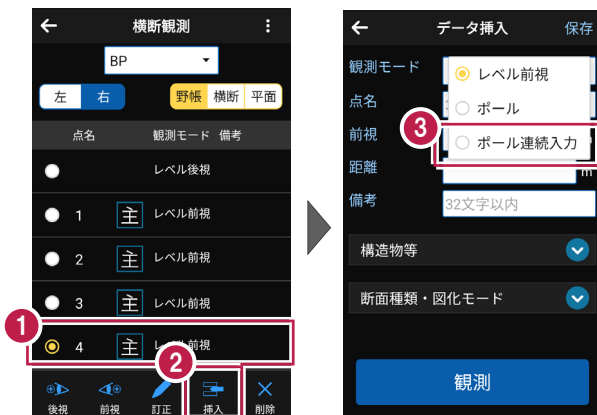 横断観測
BP
左 右 野帳 横断 平面
点名 観測モード 備考
レベル後視
1 主 レベル前視
2 主 レベル前視
3 主 レベル前視
1
4 主 レベル前視
2
後視 前視 訂正 挿入 削除
データ挿入 保存
観測モード
レベル前視
点名
ポール
前視
3
ポール連続入力
距離
m
備考
32文字以内
構造物等
断面種類・図化モード
観測